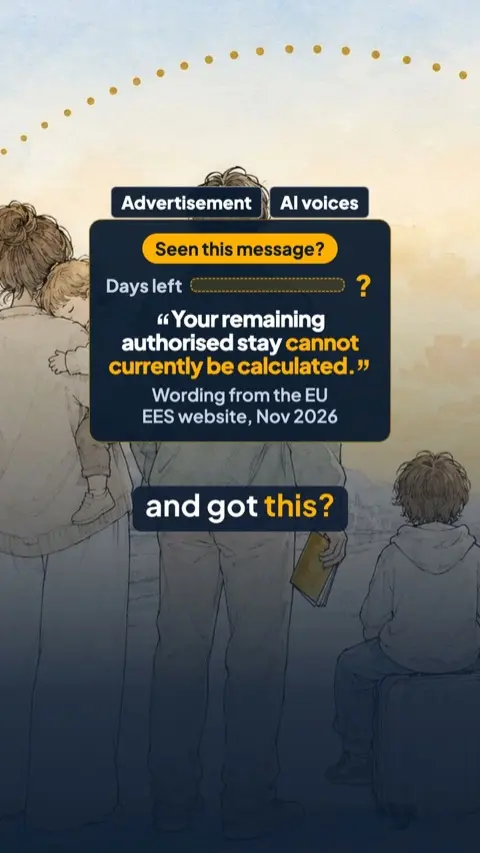 Advertisement
AI voices
Seen this message?
Days left ?
“Your remaining
authorised stay cannot
currently be calculated.”
Wording from the EU
EES website, Nov 2026
and got this?